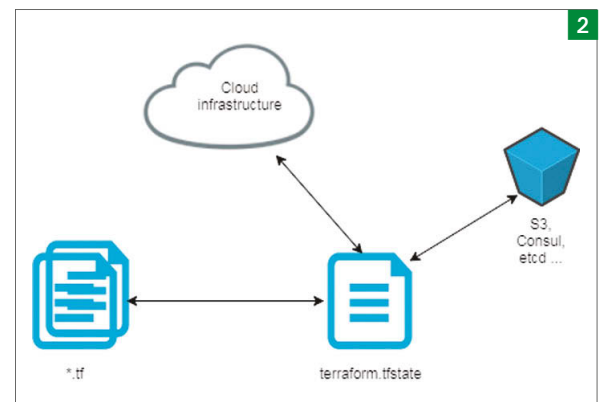 2
Cloud
infrastructure
S3,
Consul,
etcd ...
*.tf
terraform.tfstate